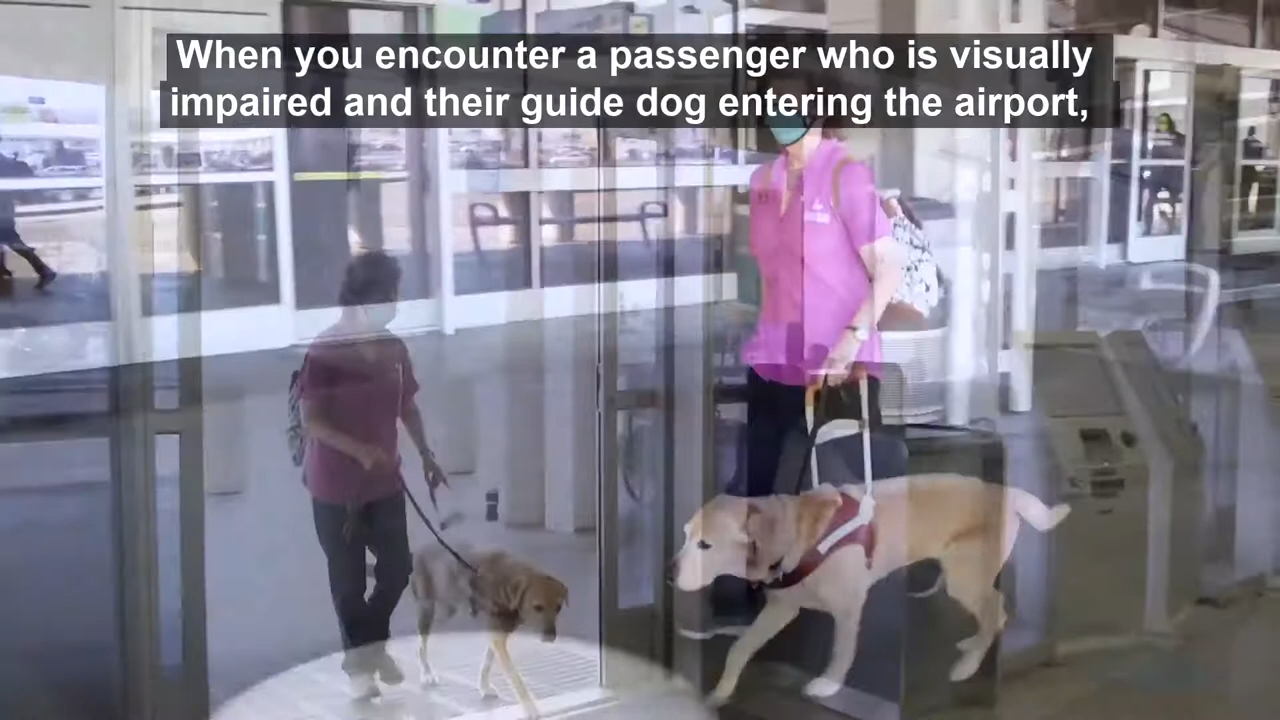 When you encounter a passenger who is visually
impaired and their guide dog entering the airport,